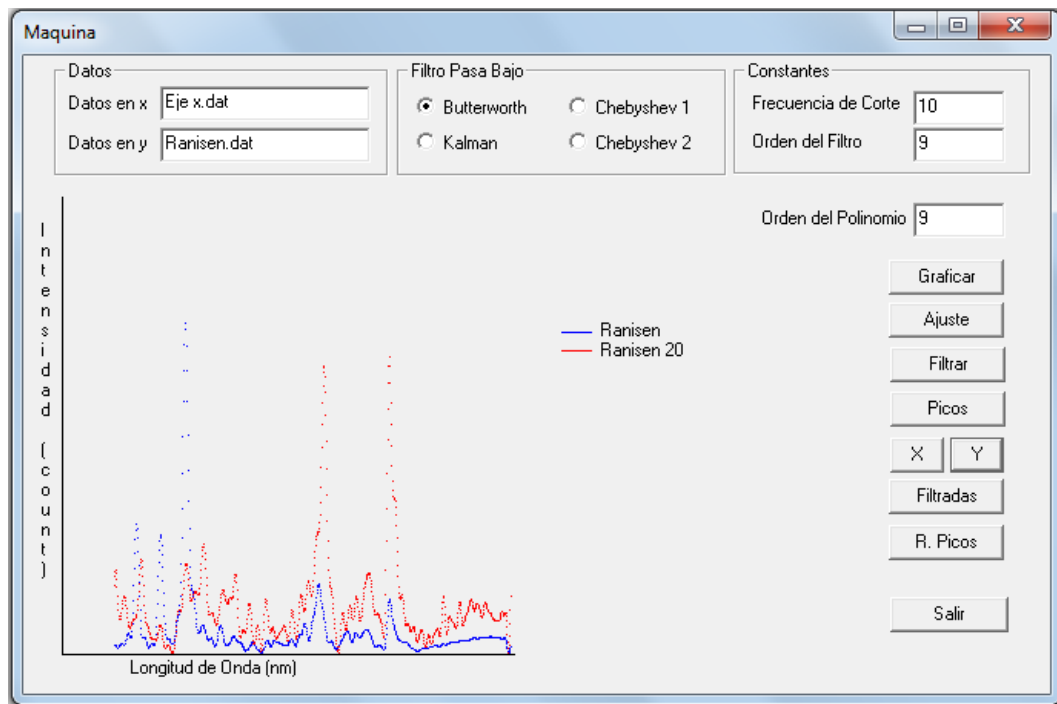 Maquina
Datos
Datos en x Eje x.dat
Datos en y Ranisen.dat
Filtro Pasa Bajo
Butterworth Chebyshev 1
Kalman Chebyshev 2
Constantes
Frecuencia de Corte 10
Orden del Filtro 9
Orden del Polinomio 9
Intensidad (count)
Ranisen
Ranisen 20
Longitud de Onda (nm)
Graficar
Ajuste
Filtrar
Picos
X Y
Filtradas
R. Picos
Salir